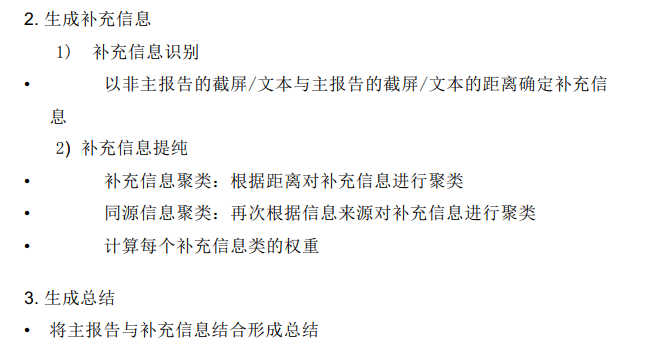 2. 生成补充信息
1) 补充信息识别
• 以非主报告的截屏/文本与主报告的截屏/文本的距离确定补充信
息
2) 补充信息提纯
• 补充信息聚类：根据距离对补充信息进行聚类
• 同源信息聚类：再次根据信息来源对补充信息进行聚类
• 计算每个补充信息类的权重
3. 生成总结
• 将主报告与补充信息结合形成总结